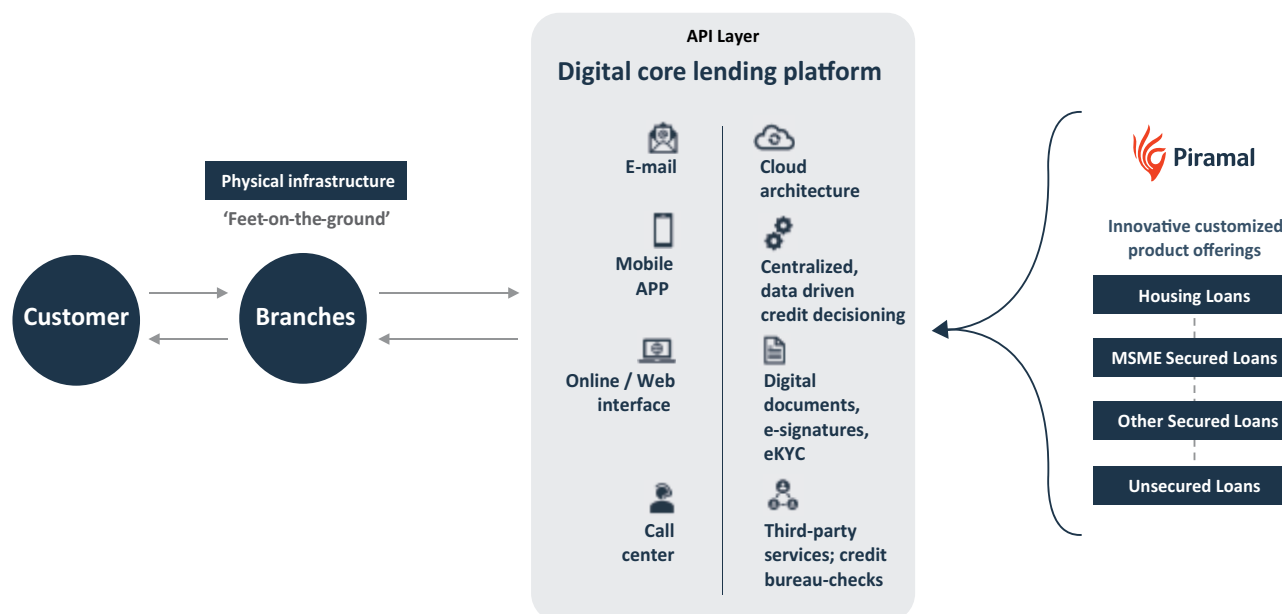 Physical infrastructure
‘Feet-on-the-ground’
Customer
Branches
API Layer
Digital core lending platform
E-mail
Mobile
APP
Online / Web
interface
Call
center
Cloud
architecture
Centralized,
data driven
credit decisioning
Digital
documents,
e-signatures,
eKYC
Third-party
services; credit
bureau-checks
Piramal
Innovative customized
product offerings
Housing Loans
MSME Secured Loans
Other Secured Loans
Unsecured Loans